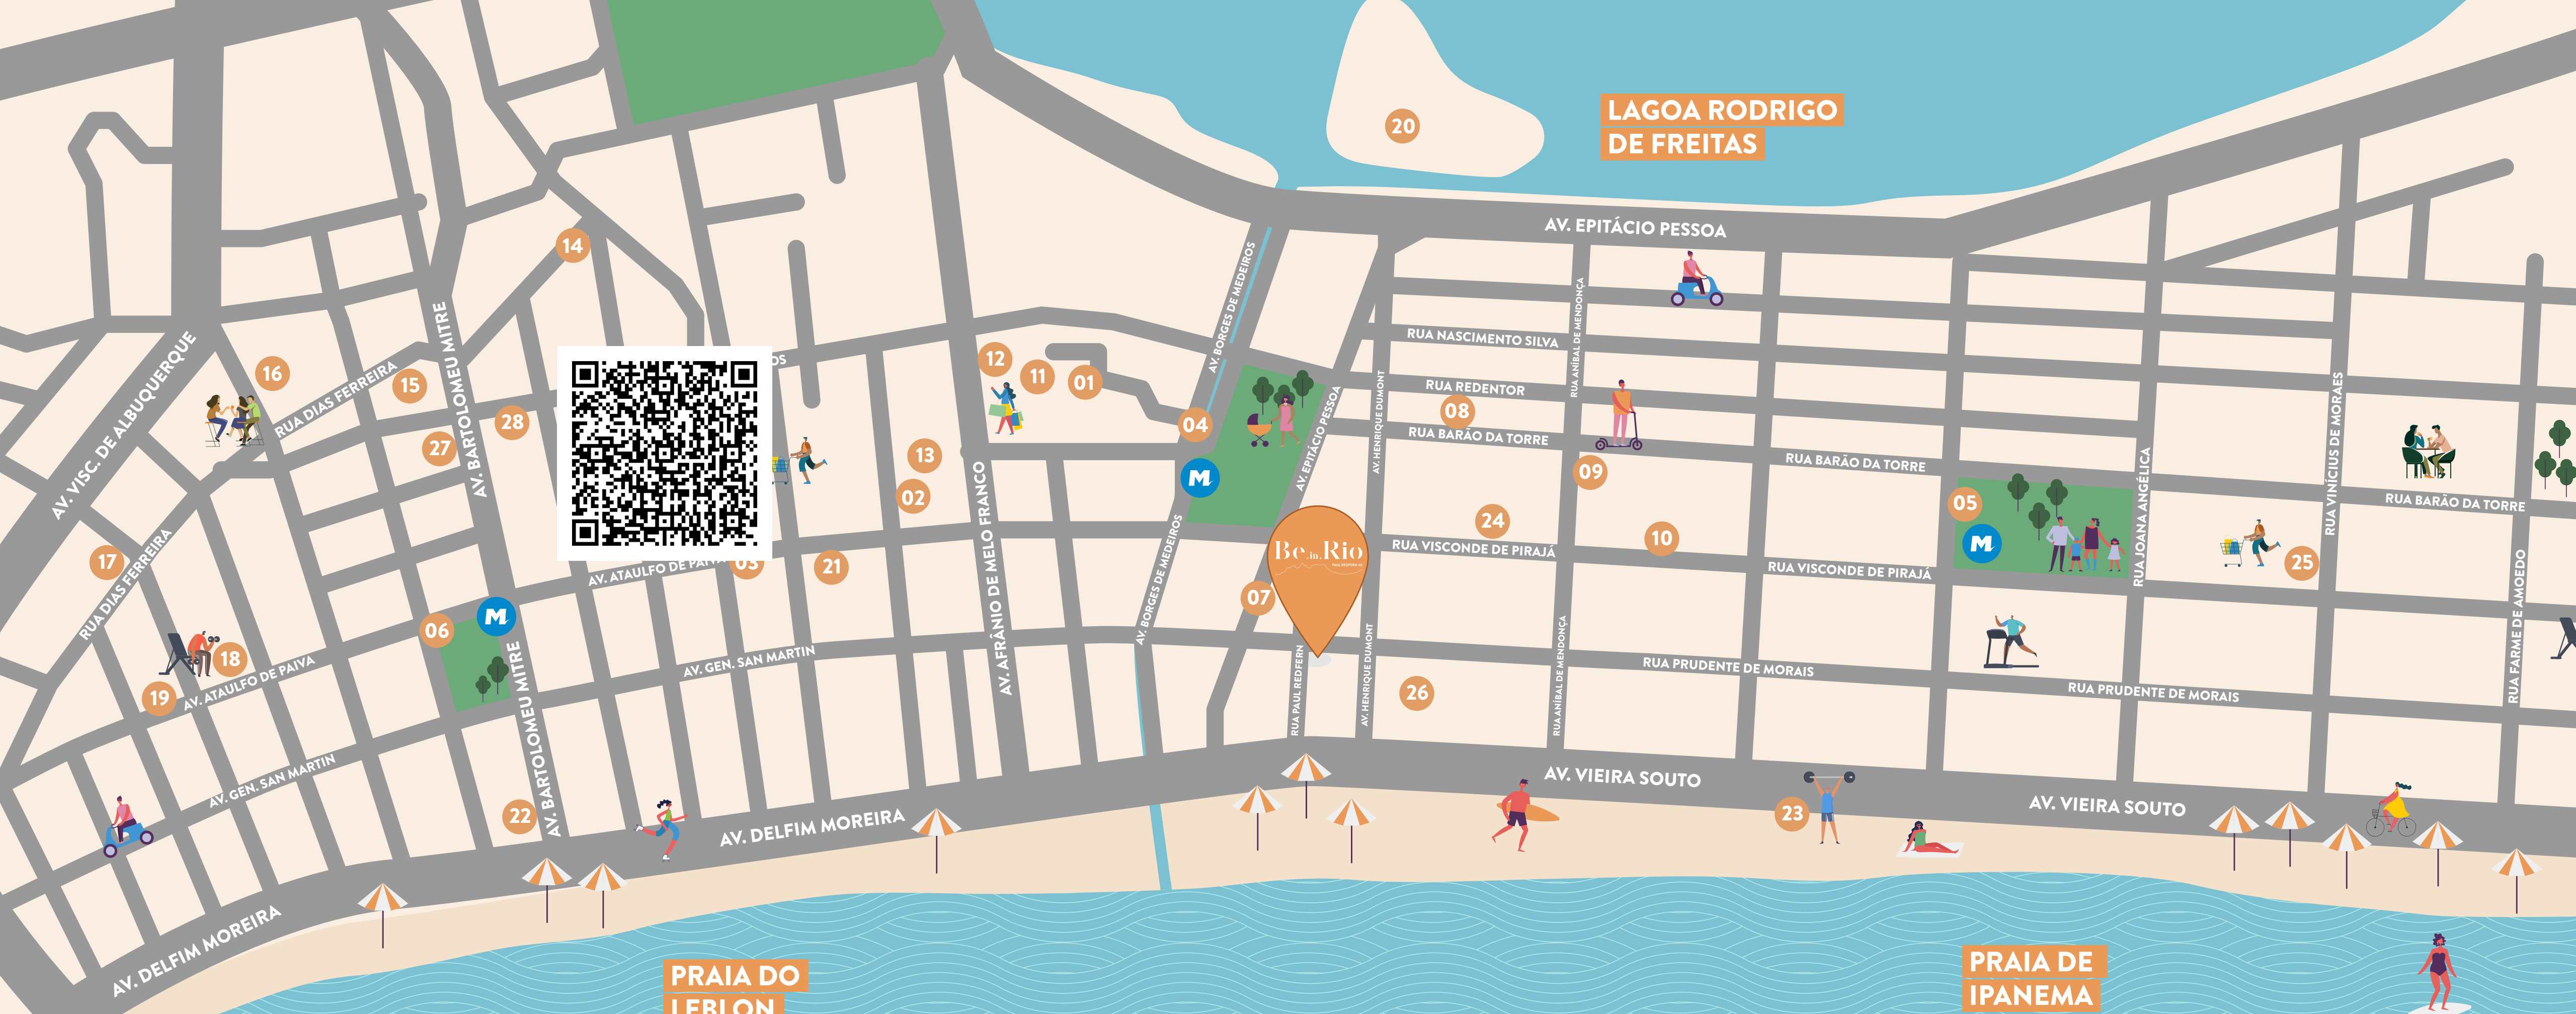 20
LAGOA RODRIGO
DE FREITAS
AV. EPITÁCIO PESSOA
14
AV. BORGES DE MEDEIROS
RUA ANÍBAL DE MENDONÇA
RUA NASCIMENTO SILVA
AV. VISC. DE ALBUQUERQUE
AV. BARTOLOMEU MITRE
16
RUA DIAS FERREIRA
15
OS
12
11
01
RUA REDENTOR
08
AV. HENRIQUE DUMONT
AV. EPITÁCIO PESSOA
RUA VINÍCIUS DE MORAES
28
27
04
13
02
RUA BARÃO DA TORRE
09
RUA BARÃO DA TORRE
RUA JOANA ANGÉLICA
RUA BARÃO DA TORRE
M
M
05
M
24
10
25
RUA VISCONDE DE PIRAJÁ
RUA VISCONDE DE PIRAJÁ
Be.in.Rio
07
17
RUA DIAS FERREIRA
AV. ATAULFO DE PAIVA
03
21
AV. AFRÂNIO DE MELO FRANCO
AV. BORGES DE MEDEIROS
RUA FARME DE AMOEDO
06
18
19
AV. ATAULFO DE PAIVA
AV. GEN. SAN MARTIN
AV. BARTOLOMEU MITRE
RUA PAUL REDFERN
AV. HENRIQUE DUMONT
26
RUA ANÍBAL DE MENDONÇA
RUA PRUDENTE DE MORAIS
RUA PRUDENTE DE MORAIS
AV. GEN. SAN MARTIN
22
AV. DELFIM MOREIRA
AV. VIEIRA SOUTO
23
AV. VIEIRA SOUTO
AV. DELFIM MOREIRA
PRAIA DO
LEBLON
PRAIA DE
IPANEMA